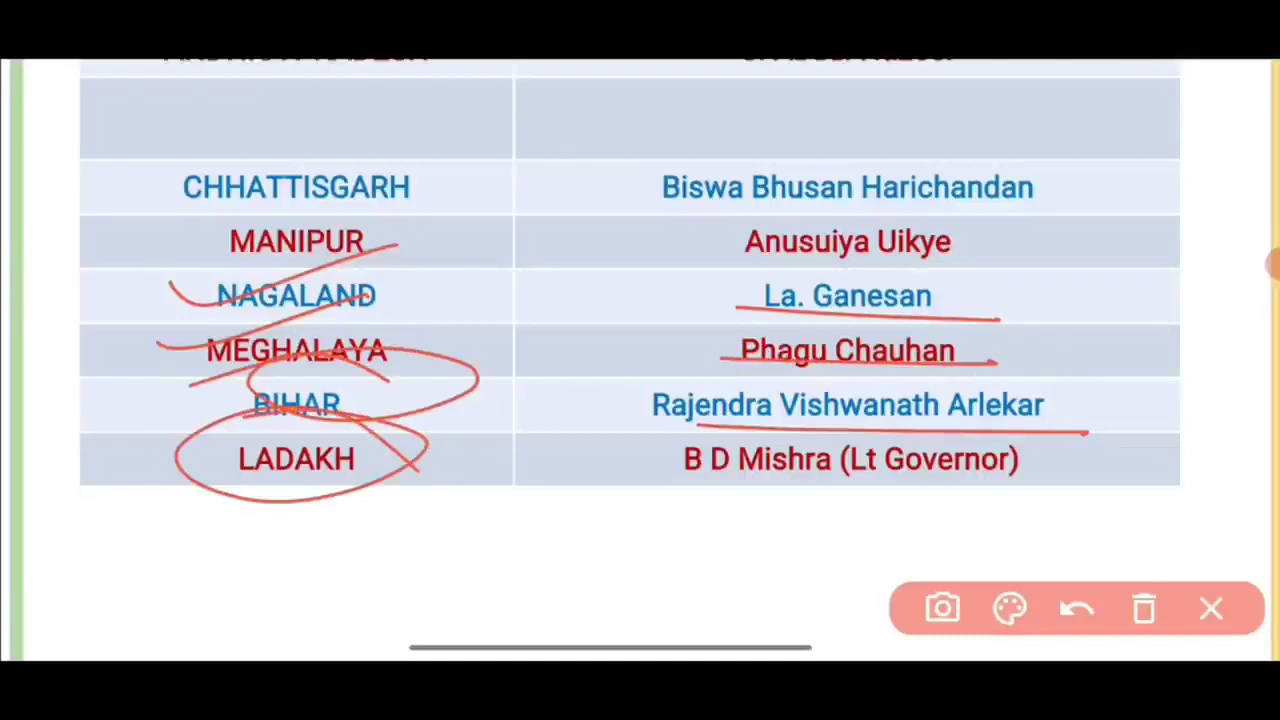 CHHATTISGARH Biswa Bhusan Harichandan
MANIPUR Anusuiya Uikye
NAGALAND La. Ganesan
MEGHALAYA Phagu Chauhan
BIHAR Rajendra Vishwanath Arlekar
LADAKH B D Mishra (Lt Governor)